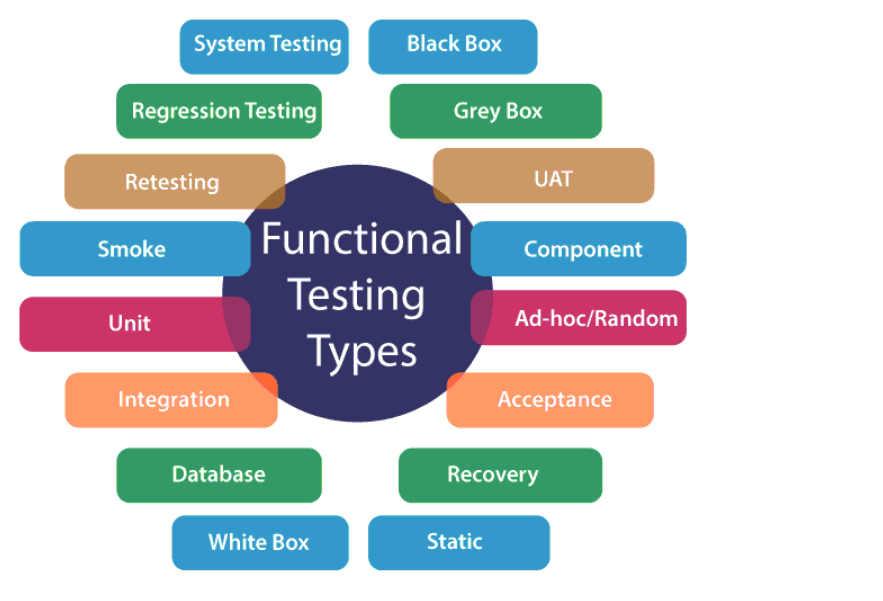 System Testing
Black Box
Regression Testing
Grey Box
Retesting
UAT
Smoke
Functional
Testing
Types
Component
Unit
Ad-hoc/Random
Integration
Acceptance
Database
Recovery
White Box
Static